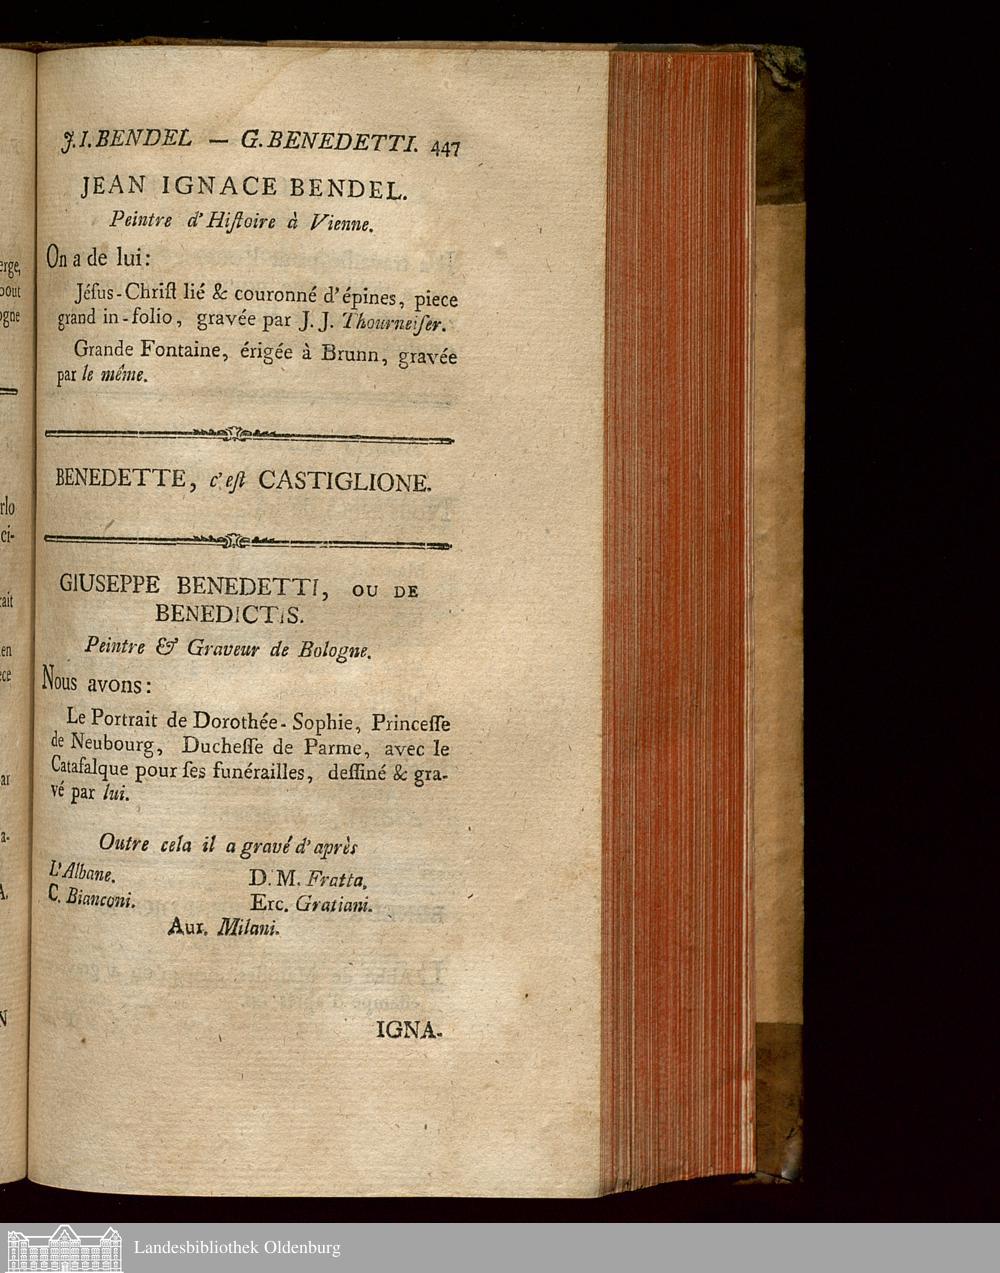 J. I. BENDEL — G. BENEDETTI. 447
JEAN IGNACE BENDEL.
Peintre d'Hiſtoire à Vienne.
On a de lui:
Jéſus-Chriſt lié & couronné d'épines, piece
grand in-folio, gravée par J. J. Thourneiſer.
Grande Fontaine, érigée à Brunn, gravée
par le même.
BENEDETTE, c'eſt CASTIGLIONE.
GIUSEPPE BENEDETTI, OU DE
BENEDICTIS.
Peintre & Graveur de Bologne.
Nous avons:
Le Portrait de Dorothée-Sophie, Princeſſe
de Neubourg, Ducheſſe de Parme, avec le
Catafalque pour ſes funérailles, deſſiné & gra-
vé par lui.
Outre cela il a gravé d'après
L'Albane. D. M. Fratta.
C. Bianconi. Erc. Gratiani.
Aur. Milani.
IGNA-
Landesbibliothek Oldenburg